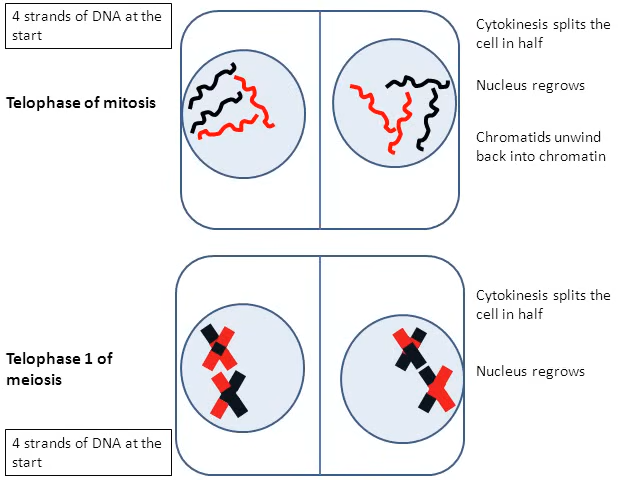 4 strands of DNA at the
start
Cytokinesis splits the
cell in half
Nucleus regrows
Telophase of mitosis
Chromatids unwind
back into chromatin
Cytokinesis splits the
cell in half
Telophase 1 of
meiosis
Nucleus regrows
4 strands of DNA at the
start